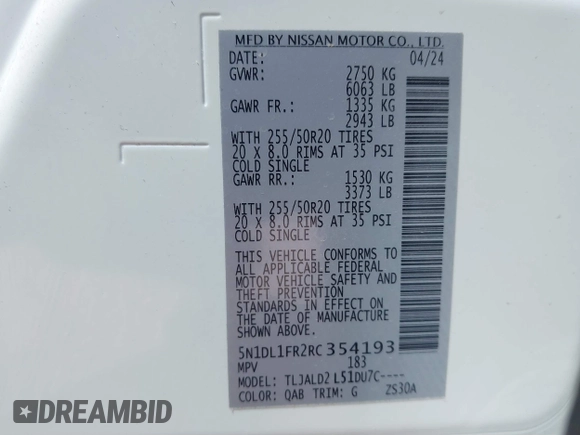 MFD BY NISSAN MOTOR CO., LTD.
DATE: 04/24
GVWR: 2750 KG
6063 LB
GAWR FR.: 1335 KG
2943 LB
WITH 255/50R20 TIRES
20 X 8.0 RIMS AT 35 PSI
COLD SINGLE
GAWR RR.: 1530 KG
3373 LB
WITH 255/50R20 TIRES
20 X 8.0 RIMS AT 35 PSI
COLD SINGLE
THIS VEHICLE CONFORMS TO
ALL APPLICABLE FEDERAL
MOTOR VEHICLE SAFETY AND
THEFT PREVENTION
STANDARDS IN EFFECT ON
THE DATE OF MANUFACTURE
SHOWN ABOVE.
5N1DL1FR2RC354193
MPV 183
MODEL: TLJALD2L51DU7C----
COLOR: QAB TRIM: G ZS30A
DREAMBID